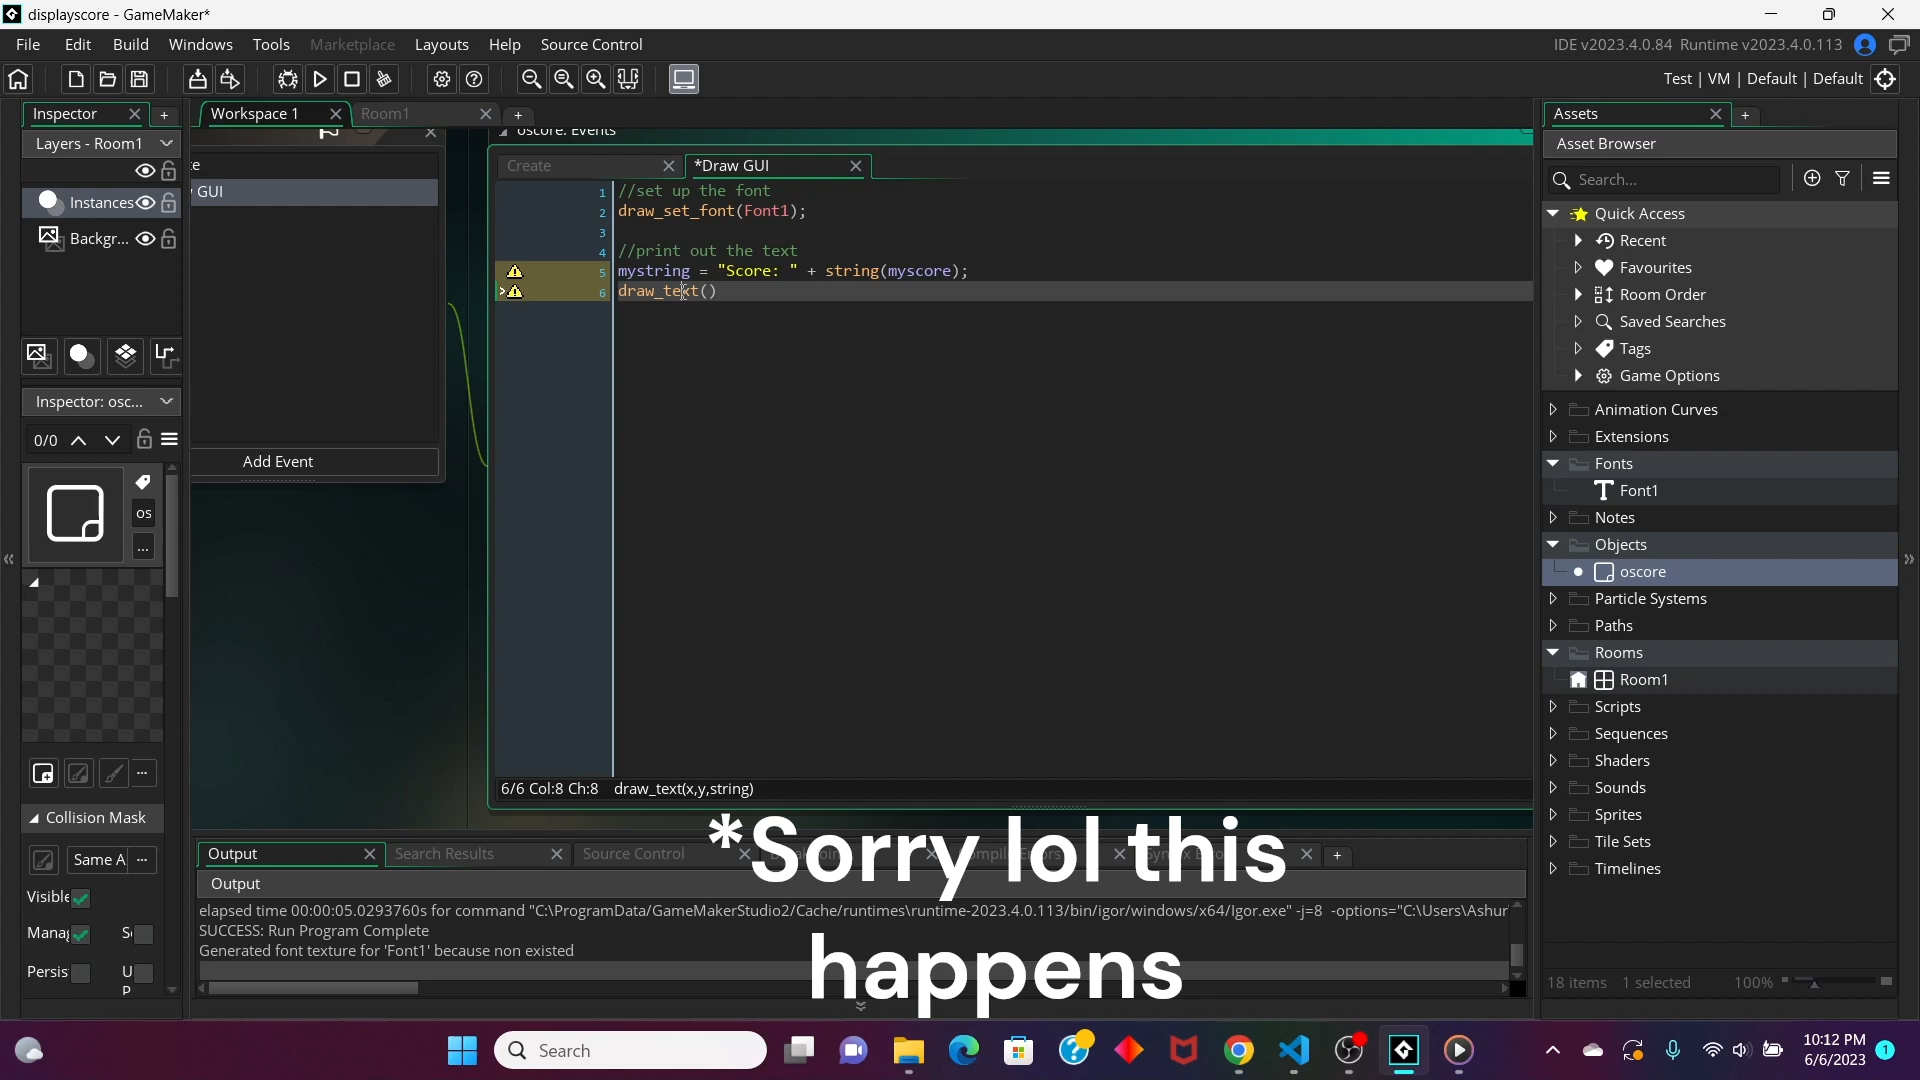 displayscore - GameMaker*
File Edit Build Windows Tools Marketplace Layouts Help Source Control
IDE v2023.4.0.84 Runtime v2023.4.0.113
Test | VM | Default | Default
Inspector
Layers - Room1
Instances
Backgr...
Inspector: osc...
0/0
os
...
Collision Mask
Same A ...
Visible
Manag
Persis
Workspace 1
Room1
GUI
Add Event
oscore: Events
Create
*Draw GUI
1 //set up the font
2 draw_set_font(Font1);
3
4 //print out the text
5 mystring = "Score: " + string(myscore);
6 draw_text()
6/6 Col:8 Ch:8 draw_text(x,y,string)
Output
Search Results
Source Control
Output
elapsed time 00:00:05.0293760s for command "C:\ProgramData/GameMakerStudio2/Cache/runtimes\runtime-2023.4.0.113/bin/igor/windows/x64/Igor.exe" -j=8 -options="C:\Users\Ashur
SUCCESS: Run Program Complete
Generated font texture for 'Font1' because non existed
*Sorry lol this
happens
Assets
Asset Browser
Search...
Quick Access
Recent
Favourites
Room Order
Saved Searches
Tags
Game Options
Animation Curves
Extensions
Fonts
Font1
Notes
Objects
oscore
Particle Systems
Paths
Rooms
Room1
Scripts
Sequences
Shaders
Sounds
Sprites
Tile Sets
Timelines
18 items 1 selected 100%
Search
10:12 PM
6/6/2023
1